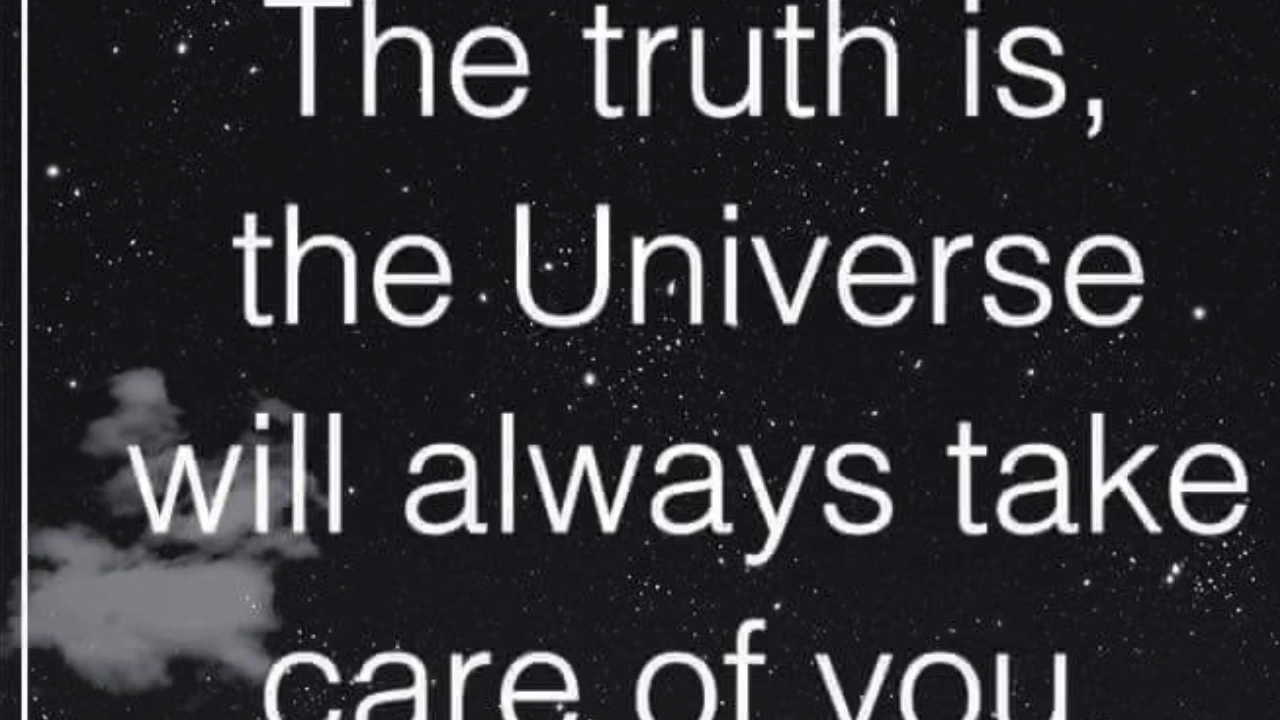 The truth is,
the Universe
will always take
care of you